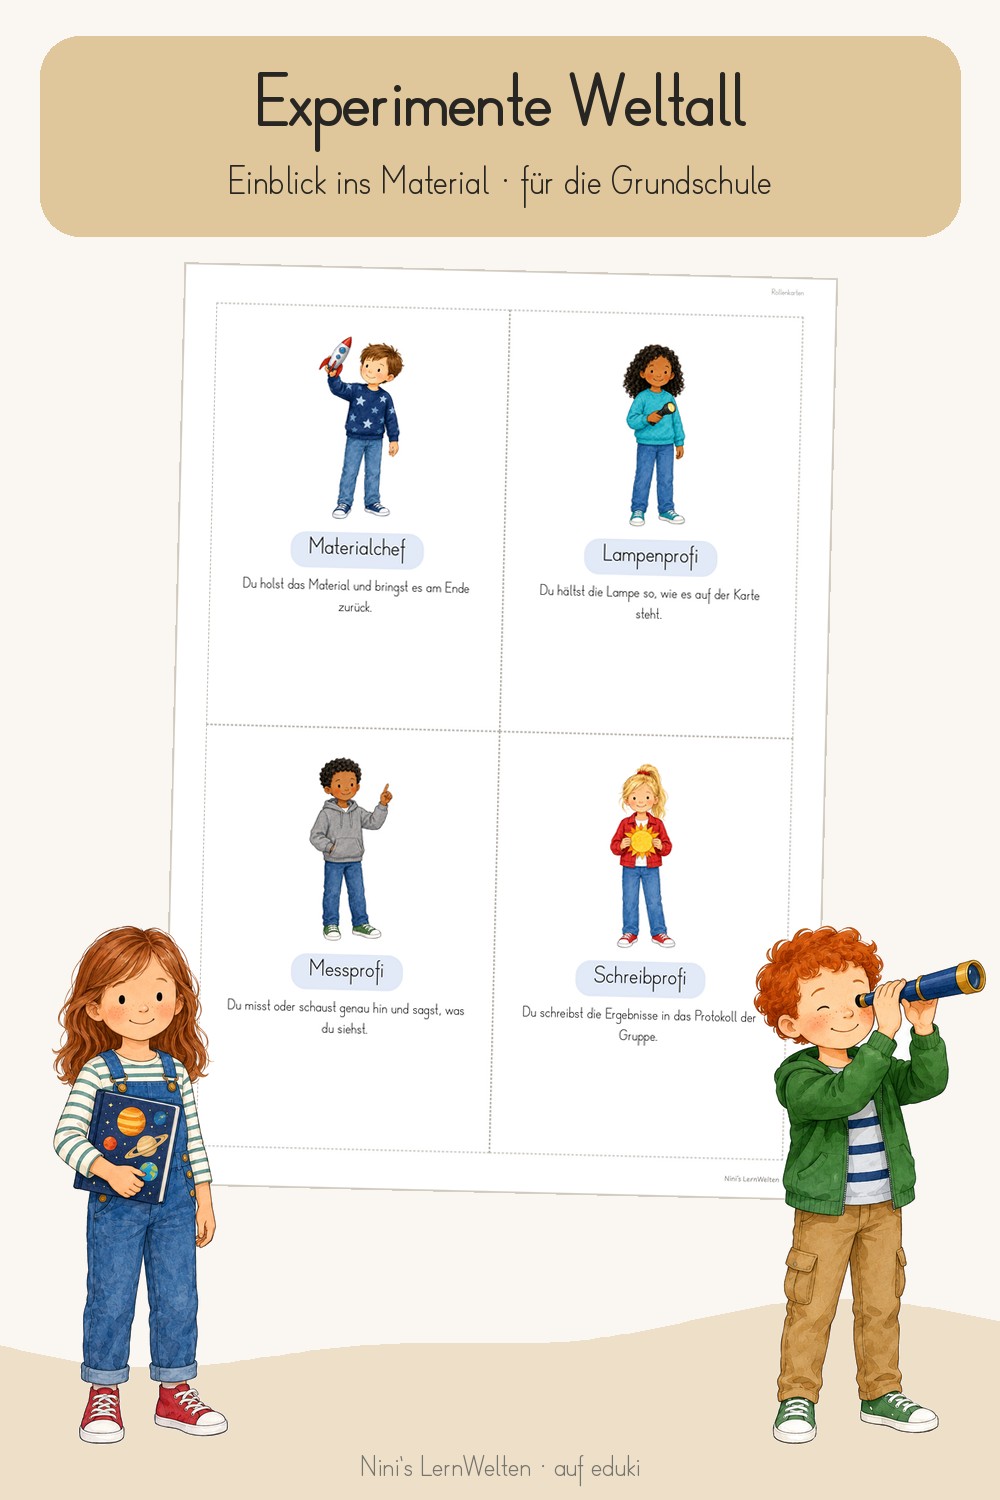 Experimente Weltall
Einblick ins Material · für die Grundschule
Rollenkarten
Materialchef
Du holst das Material und bringst es am Ende
zurück.
Lampenprofi
Du hältst die Lampe so, wie es auf der Karte
steht.
Messprofi
Du misst oder schaust genau hin und sagst, was
du siehst.
Schreibprofi
Du schreibst die Ergebnisse in das Protokoll der
Gruppe.
Nini's LernWelten
Nini's LernWelten · auf eduki